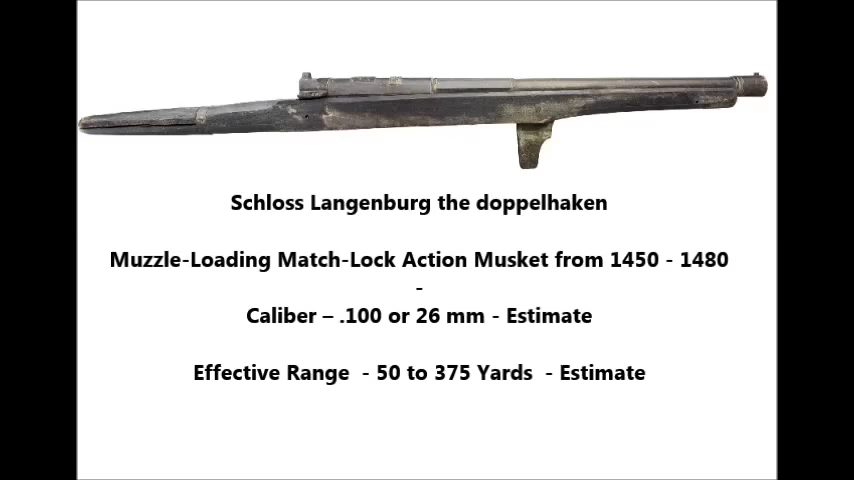 Schloss Langenburg the doppelhaken
Muzzle-Loading Match-Lock Action Musket from 1450 - 1480
-
Caliber – .100 or 26 mm - Estimate
Effective Range  - 50 to 375 Yards  - Estimate